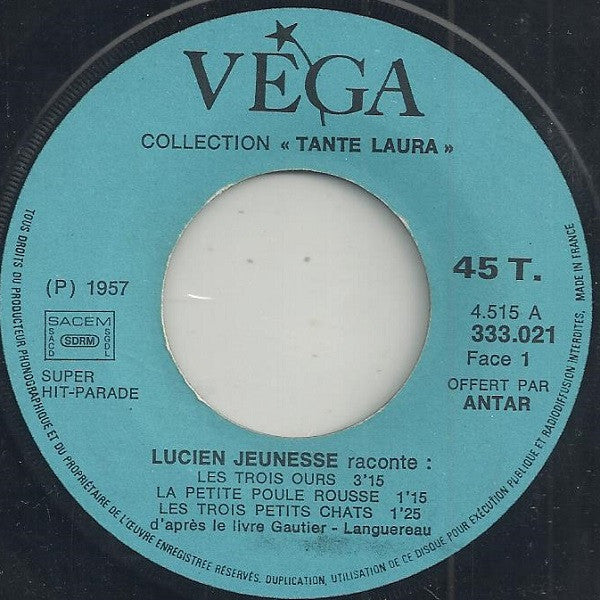 VÉGA
COLLECTION « TANTE LAURA »
45 T.
(P) 1957
4.515 A
333.021
Face 1
SACEM
SACD
SDRM
SGDL
SUPER
HIT-PARADE
OFFERT PAR
ANTAR
LUCIEN JEUNESSE raconte :
LES TROIS OURS 3'15
LA PETITE POULE ROUSSE 1'15
LES TROIS PETITS CHATS 1'25
d'après le livre Gautier - Languereau
TOUS DROITS DU PRODUCTEUR PHONOGRAPHIQUE ET DU PROPRIÉTAIRE DE L'ŒUVRE ENREGISTRÉE RÉSERVÉS. DUPLICATION, UTILISATION DE CE DISQUE POUR EXÉCUTION PUBLIQUE ET RADIODIFFUSION INTERDITES, MADE IN FRANCE